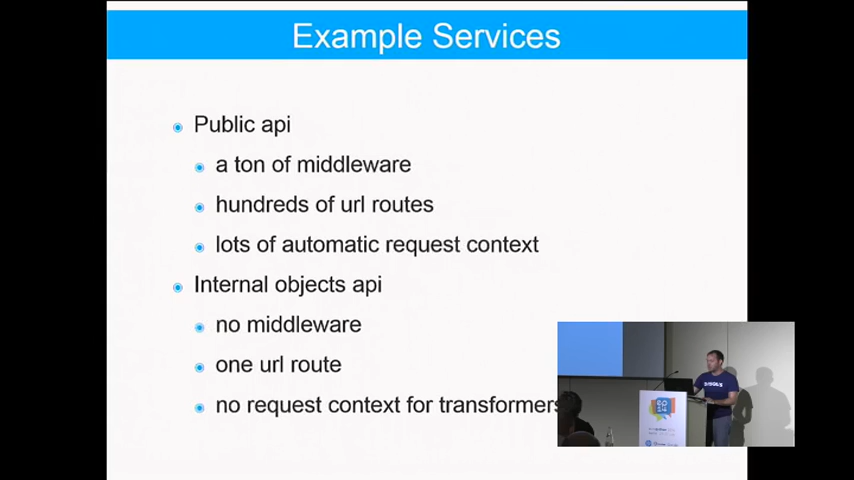 Example Services
Public api
a ton of middleware
hundreds of url routes
lots of automatic request context
Internal objects api
no middleware
one url route
no request context for transformers
DISQUS